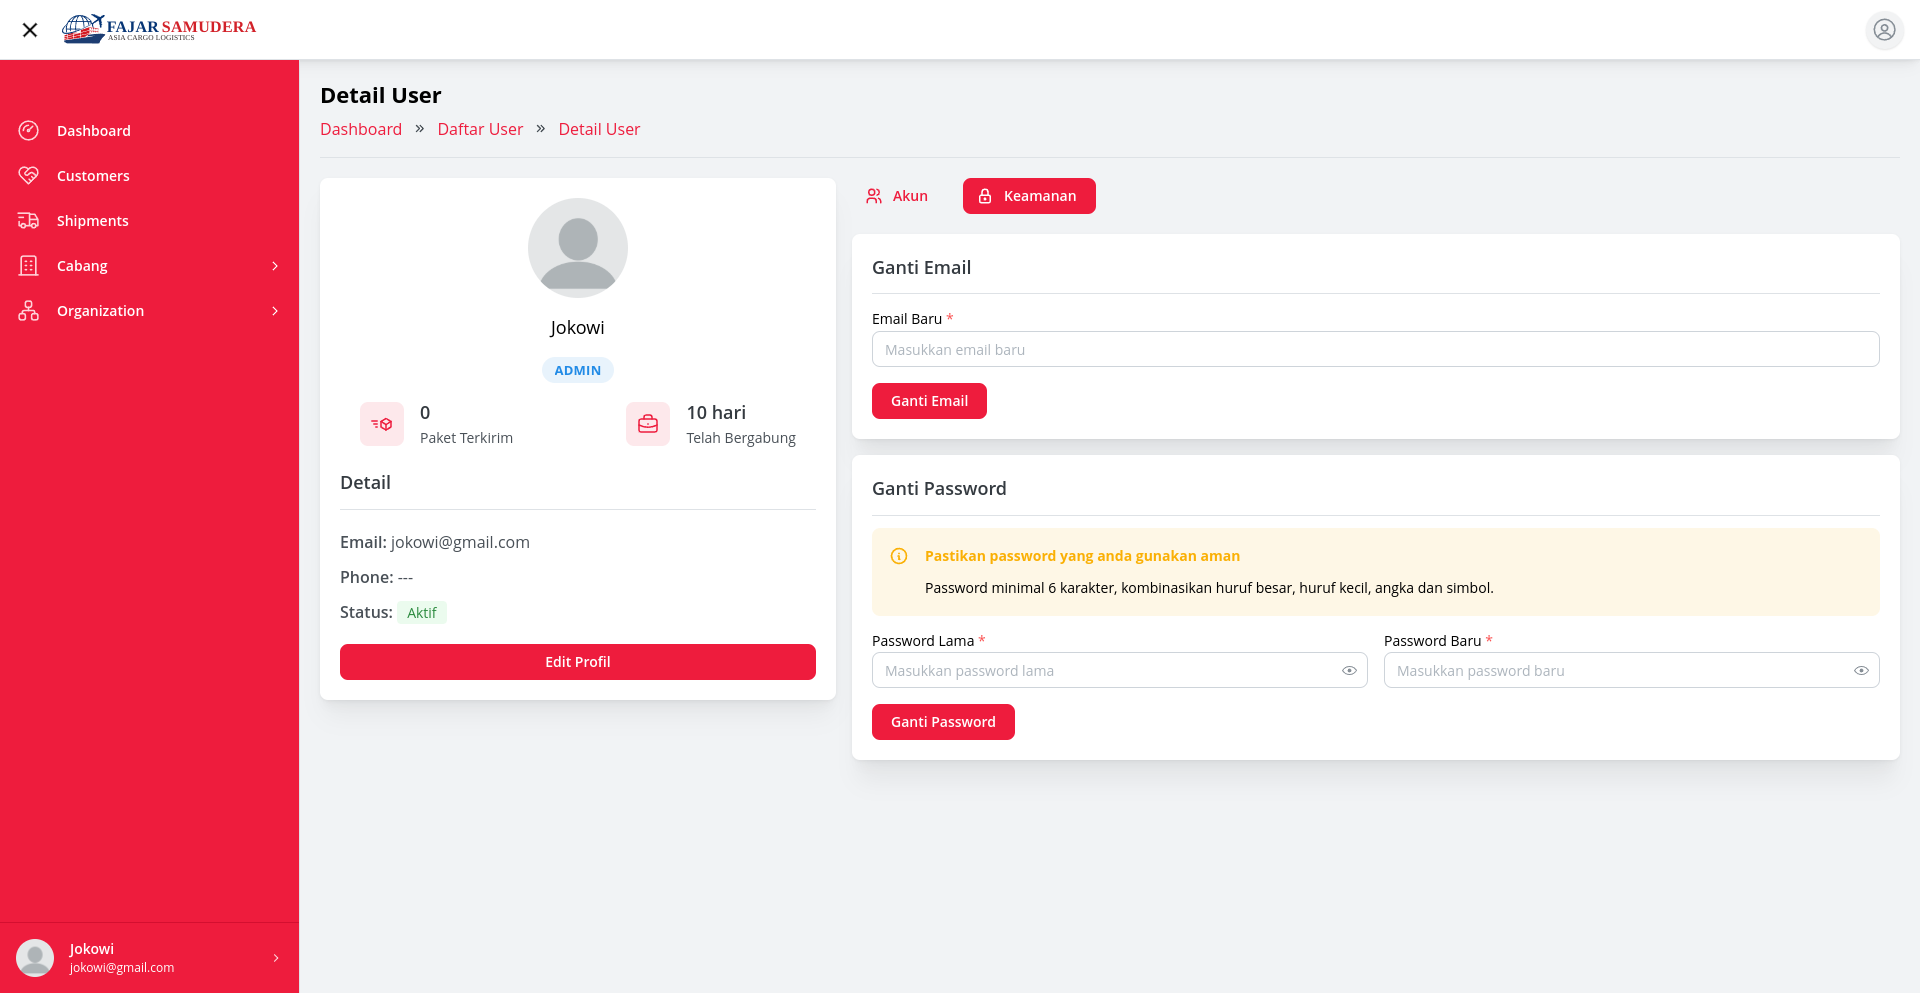 FAJAR SAMUDERA
ASIA CARGO LOGISTICS
Dashboard
Customers
Shipments
Cabang
Organization
Jokowi
jokowi@gmail.com
Detail User
Dashboard » Daftar User » Detail User
Jokowi
ADMIN
0
Paket Terkirim
10 hari
Telah Bergabung
Detail
Email: jokowi@gmail.com
Phone: ---
Status: Aktif
Edit Profil
Akun
Keamanan
Ganti Email
Email Baru *
Masukkan email baru
Ganti Email
Ganti Password
Pastikan password yang anda gunakan aman
Password minimal 6 karakter, kombinasikan huruf besar, huruf kecil, angka dan simbol.
Password Lama *
Masukkan password lama
Password Baru *
Masukkan password baru
Ganti Password